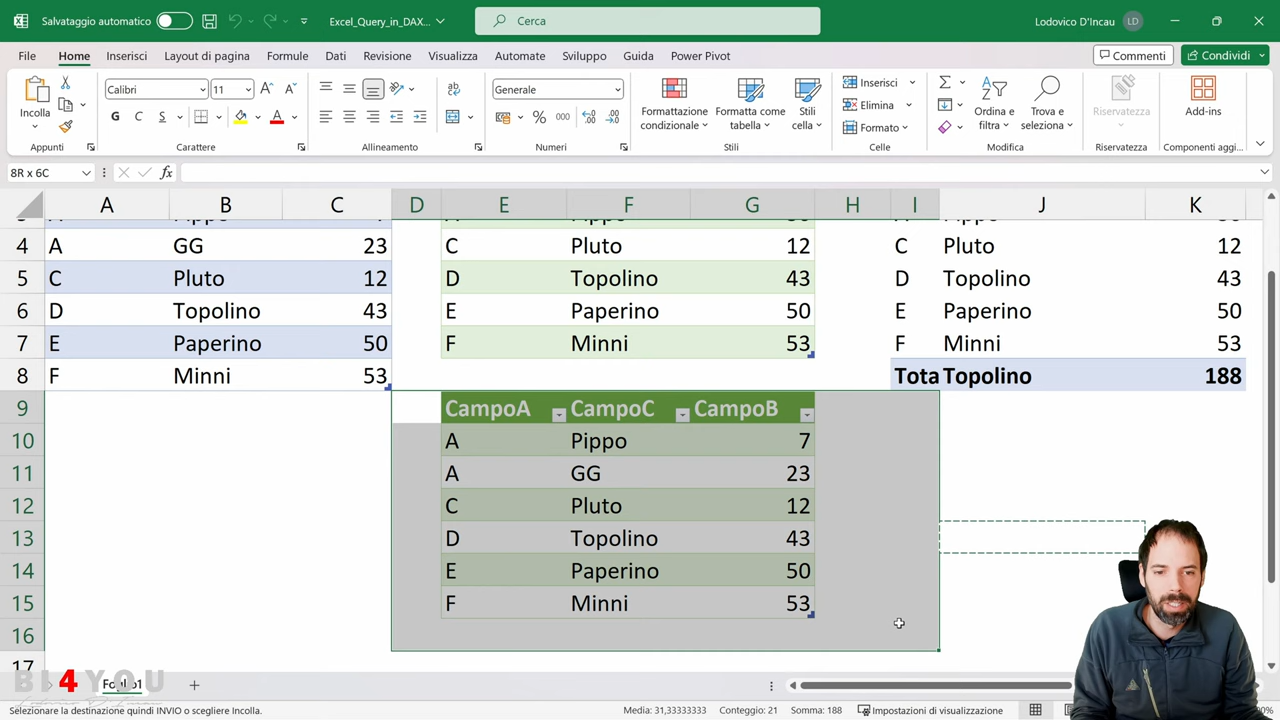 Salvataggio automatico Excel_Query_in_DAX... Cerca Lodovico D'Incau LD
File Home Inserisci Layout di pagina Formule Dati Revisione Visualizza Automate Sviluppo Guida Power Pivot Commenti Condividi
Incolla
Appunti
Calibri 11
G C S
Carattere
Allineamento
Generale
% 000
Numeri
Formattazione condizionale
Formatta come tabella
Stili cella
Stili
Inserisci
Elimina
Formato
Celle
Ordina e filtra
Trova e seleziona
Modifica
Riservatezza
Riservatezza
Add-ins
Componenti aggi...
8R x 6C fx
A B C D E F G H I J K
4 A GG 23 C Pluto 12 C Pluto 12
5 C Pluto 12 D Topolino 43 D Topolino 43
6 D Topolino 43 E Paperino 50 E Paperino 50
7 E Paperino 50 F Minni 53 F Minni 53
8 F Minni 53 Tota Topolino 188
9 CampoA CampoC CampoB
10 A Pippo 7
11 A GG 23
12 C Pluto 12
13 D Topolino 43
14 E Paperino 50
15 F Minni 53
16
17
BI4YOU
Foglio1
Lodovico D'Incau
Selezionare la destinazione quindi INVIO o scegliere Incolla. Media: 31,33333333 Conteggio: 21 Somma: 188 Impostazioni di visualizzazione